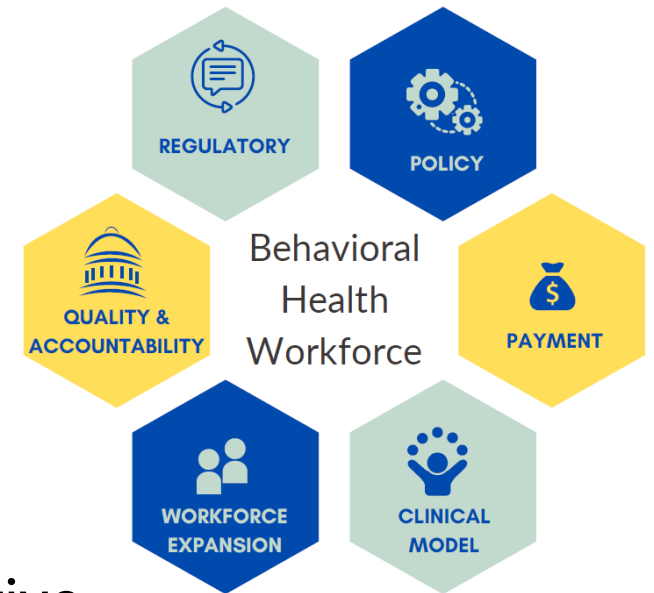 REGULATORY
POLICY
Behavioral
Health
Workforce
QUALITY &
ACCOUNTABILITY
$
PAYMENT
WORKFORCE
EXPANSION
CLINICAL
MODEL